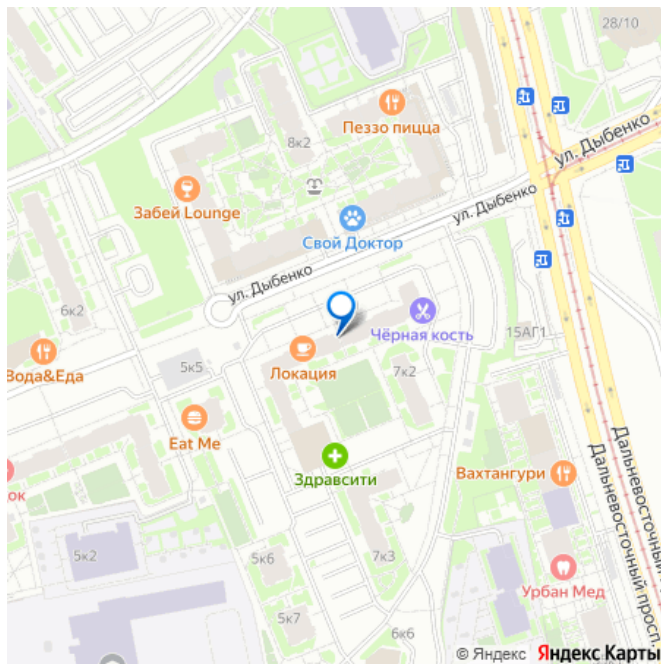 28/10
Пеззо пицца
ул. Дыбенко
8к2
ул. Дыбенко
Забей Lounge
Свой Доктор
ул. Дыбенко
6к2
Чёрная кость
15АГ1
Вода&Еда
5к5
Локация
7к2
Eat Me
Здравсити
Вахтангури
Дальневосточный
Дальневосточный просп.
ок
5к2
5к6
7к3
Урбан Мед
5к7
6к6
© Яндекс Яндекс Карты